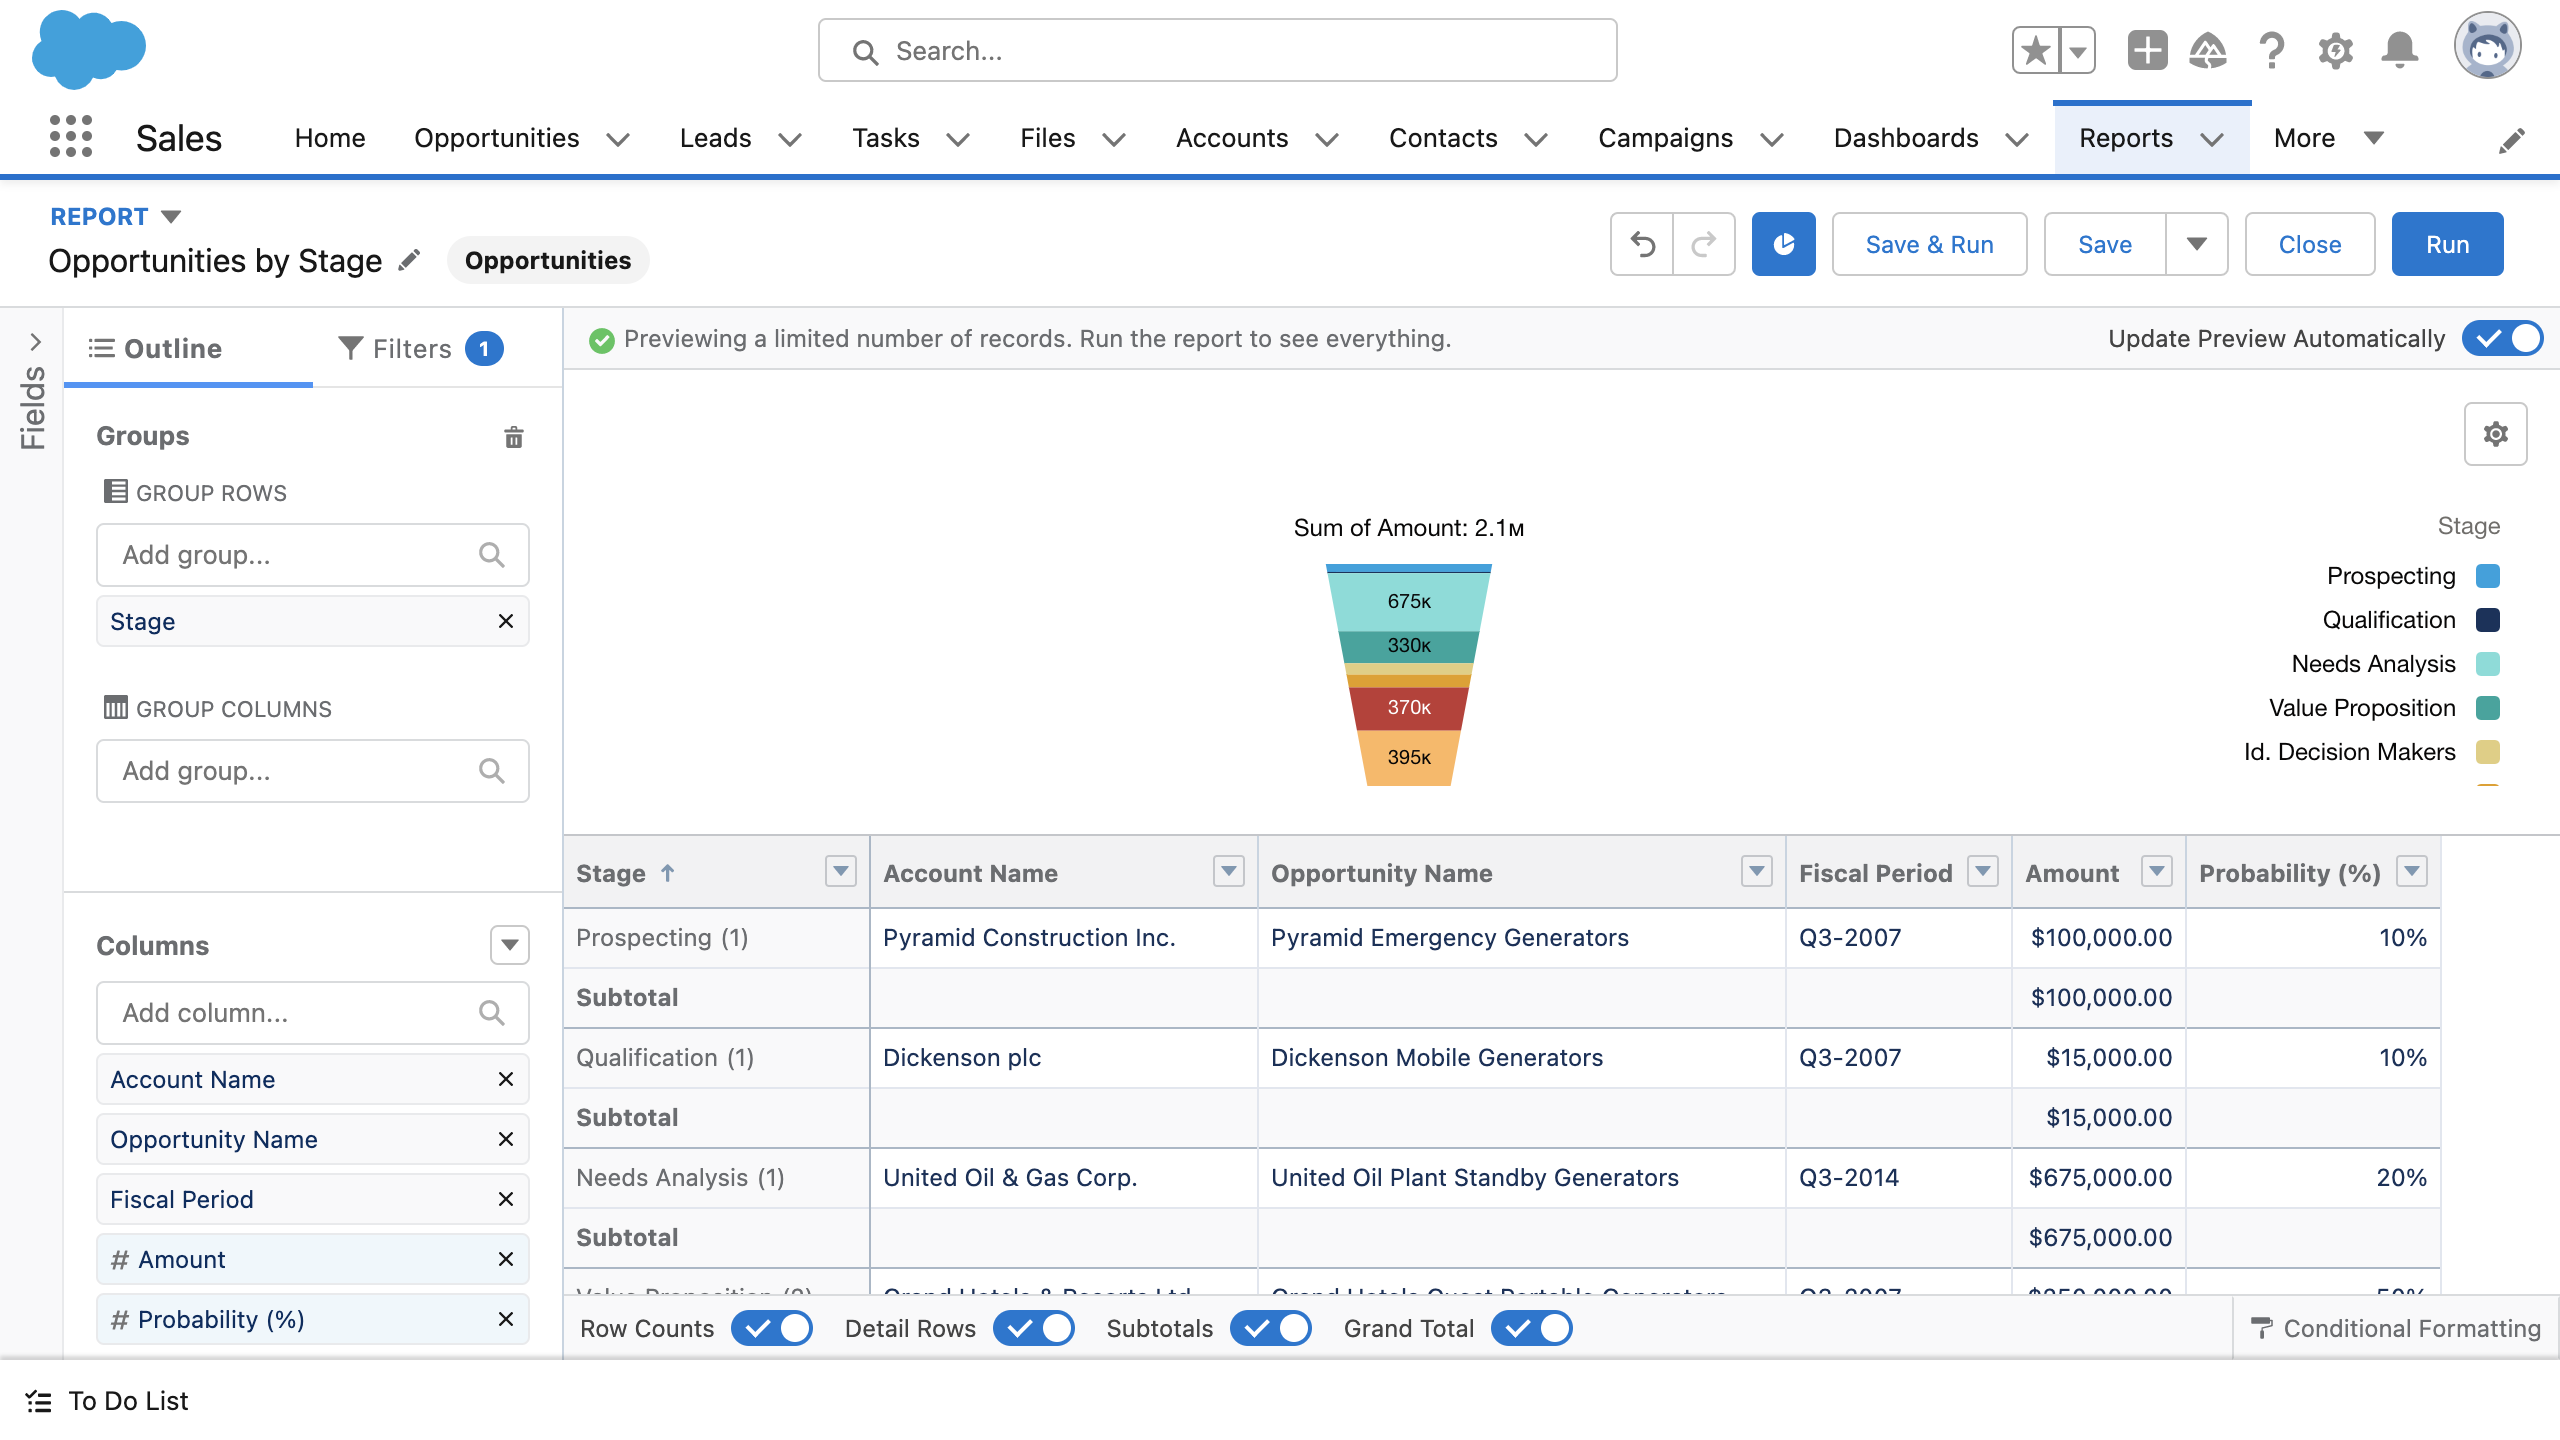 Search...
Sales Home Opportunities Leads Tasks Files Accounts Contacts Campaigns Dashboards Reports More
REPORT
Opportunities by Stage Opportunities
Save & Run Save Close Run
Fields
Outline Filters 1
Previewing a limited number of records. Run the report to see everything. Update Preview Automatically
Groups
GROUP ROWS
Add group...
Stage
GROUP COLUMNS
Add group...
Columns
Add column...
Account Name
Opportunity Name
Fiscal Period
# Amount
# Probability (%)
Sum of Amount: 2.1M
675K
330K
370K
395K
Stage
Prospecting
Qualification
Needs Analysis
Value Proposition
Id. Decision Makers
Stage Account Name Opportunity Name Fiscal Period Amount Probability (%)
Prospecting (1) Pyramid Construction Inc. Pyramid Emergency Generators Q3-2007 $100,000.00 10%
Subtotal $100,000.00
Qualification (1) Dickenson plc Dickenson Mobile Generators Q3-2007 $15,000.00 10%
Subtotal $15,000.00
Needs Analysis (1) United Oil & Gas Corp. United Oil Plant Standby Generators Q3-2014 $675,000.00 20%
Subtotal $675,000.00
Row Counts Detail Rows Subtotals Grand Total Conditional Formatting
To Do List